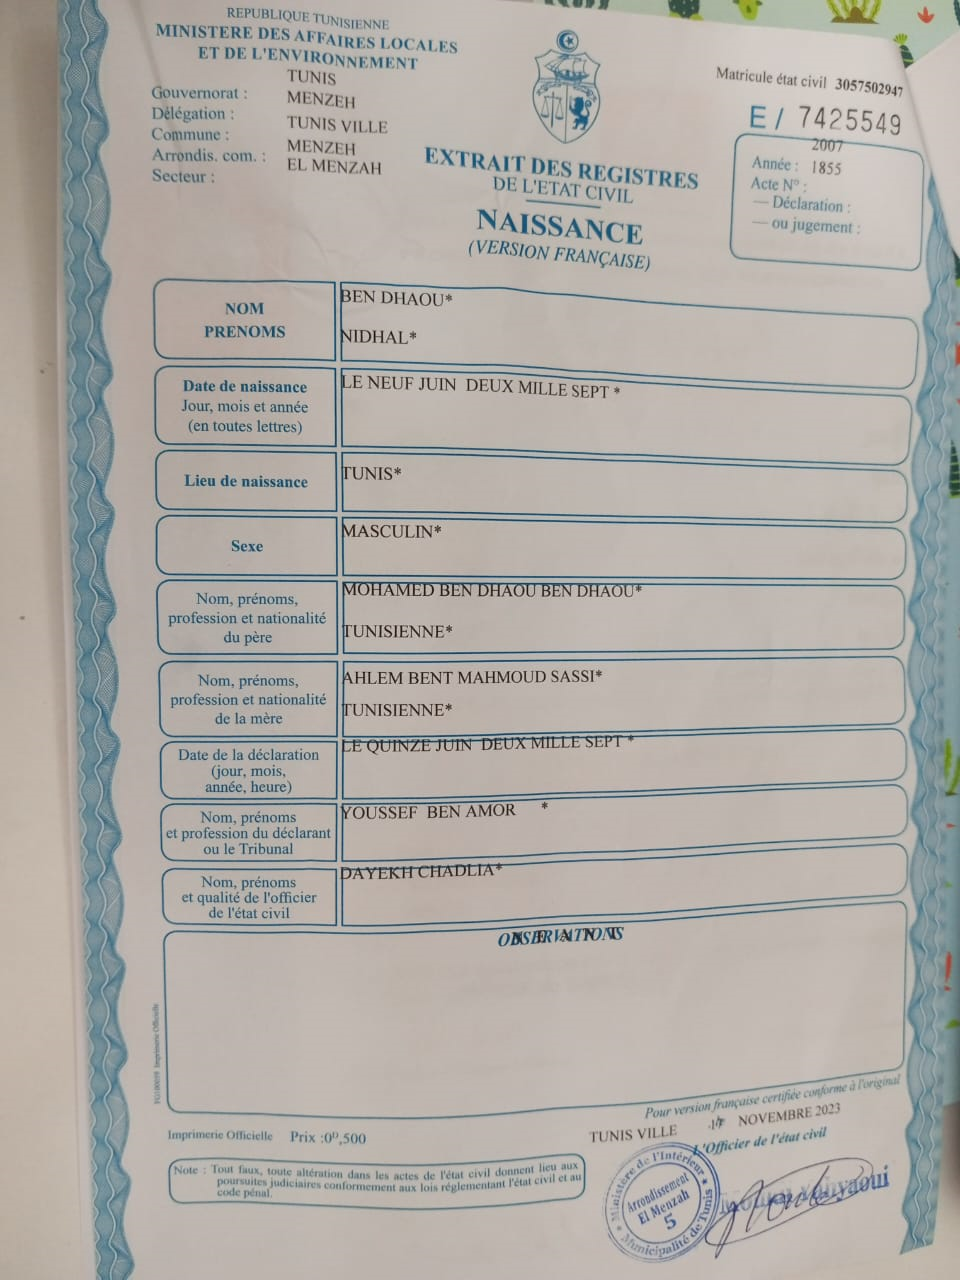 REPUBLIQUE TUNISIENNE
MINISTERE DES AFFAIRES LOCALES
ET DE L'ENVIRONNEMENT
Gouvernorat : TUNIS
Délégation : MENZEH
Commune : TUNIS VILLE
Arrondis. com. : MENZEH
Secteur : EL MENZAH
Matricule état civil 3057502947
E / 7425549
2007
Année : 1855
Acte N° :
— Déclaration :
— ou jugement :
EXTRAIT DES REGISTRES
DE L'ETAT CIVIL
NAISSANCE
(VERSION FRANÇAISE)
NOM
PRENOMS
BEN DHAOU*
NIDHAL*
Date de naissance
Jour, mois et année
(en toutes lettres)
LE NEUF JUIN DEUX MILLE SEPT *
Lieu de naissance
TUNIS*
Sexe
MASCULIN*
Nom, prénoms,
profession et nationalité
du père
MOHAMED BEN DHAOU BEN DHAOU*
TUNISIENNE*
Nom, prénoms,
profession et nationalité
de la mère
AHLEM BENT MAHMOUD SASSI*
TUNISIENNE*
Date de la déclaration
(jour, mois,
année, heure)
LE QUINZE JUIN DEUX MILLE SEPT *
Nom, prénoms
et profession du déclarant
ou le Tribunal
YOUSSEF BEN AMOR *
Nom, prénoms
et qualité de l'officier
de l'état civil
DAYEKH CHADLIA*
OBSERVATIONS
N E A N T
Imprimerie Officielle
Pour version française certifiée conforme à l'original
TUNIS VILLE 14 NOVEMBRE 2023
L'Officier de l'état civil
Imprimerie Officielle Prix :0ᴰ,500
Note : Tout faux, toute altération dans les actes de l'état civil donnent lieu aux
poursuites judiciaires conformement aux lois réglementant l'état civil et au
code pénal.
Ministère de l'Intérieur
Arrondissement
El Menzah
5
Municipalité de Tunis